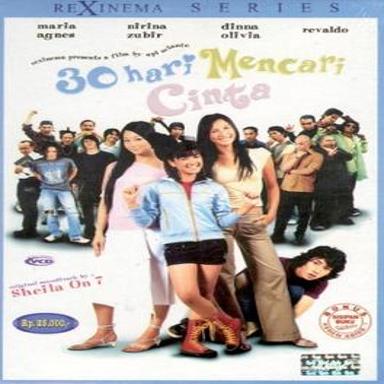 REXINEMA SERIES
maria agnes
nirina zubir
dinna olivia
revaldo
rexinema presents a film by upi avianto
30 hari Mencari
Cinta
VCD
original soundtrack by -
Sheila On 7
Rp. 25.000,-
BONUS